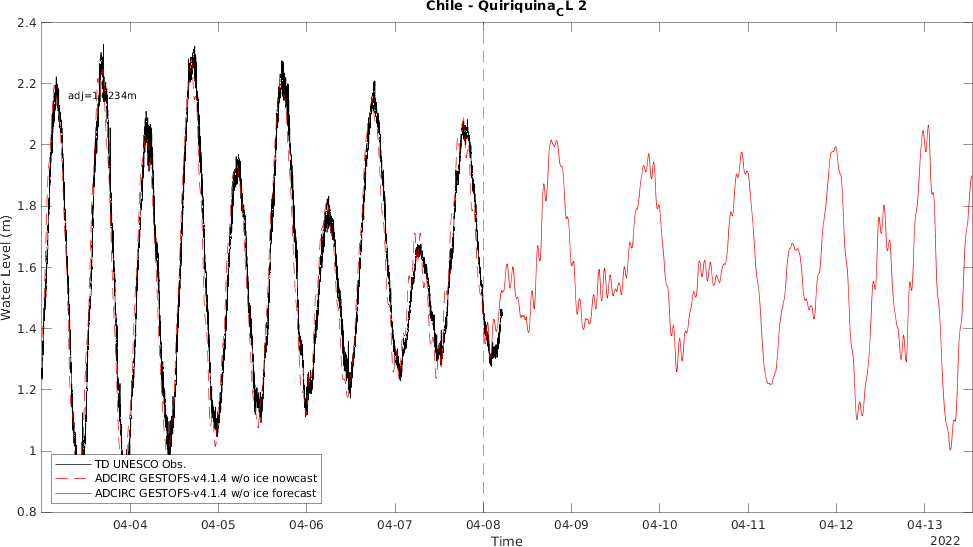 Chile - Quiriquina_CL 2
2.4
2.2
2
1.8
1.6
1.4
1.2
1
0.8
Water Level (m)
TD UNESCO Obs.
ADCIRC GESTOFS-v4.1.4 w/o ice nowcast
ADCIRC GESTOFS-v4.1.4 w/o ice forecast
04-04 04-05 04-06 04-07 04-08 04-09 04-10 04-11 04-12 04-13
Time
2022